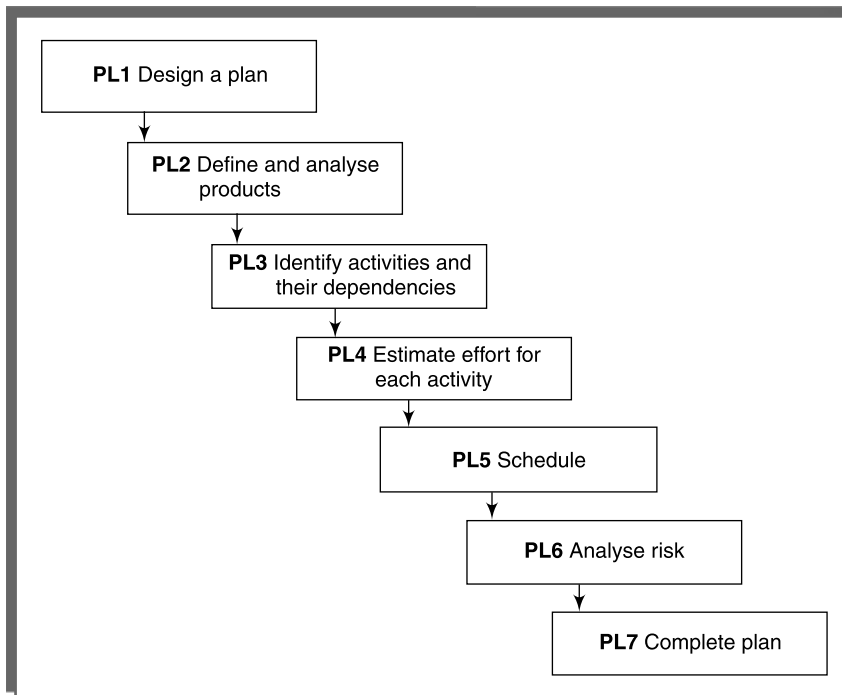 PL1 Design a plan
PL2 Define and analyse
products
PL3 Identify activities and
their dependencies
PL4 Estimate effort for
each activity
PL5 Schedule
PL6 Analyse risk
PL7 Complete plan